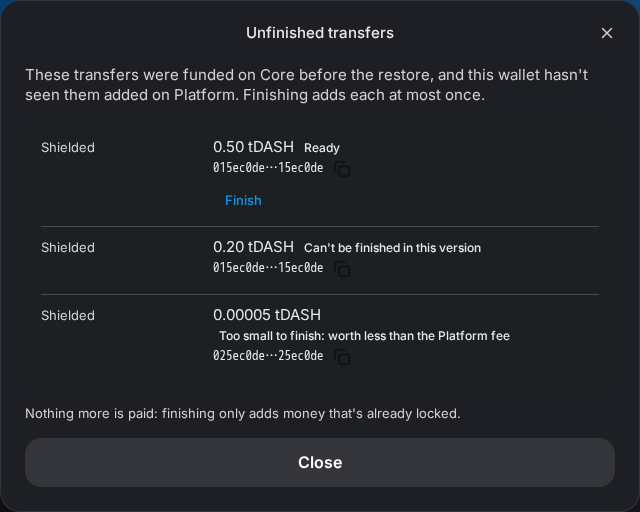 Unfinished transfers
These transfers were funded on Core before the restore, and this wallet hasn't
seen them added on Platform. Finishing adds each at most once.
Shielded 0.50 tDASH Ready
015ec0de···15ec0de
Finish
Shielded 0.20 tDASH Can't be finished in this version
015ec0de···15ec0de
Shielded 0.00005 tDASH
Too small to finish: worth less than the Platform fee
025ec0de···25ec0de
Nothing more is paid: finishing only adds money that's already locked.
Close